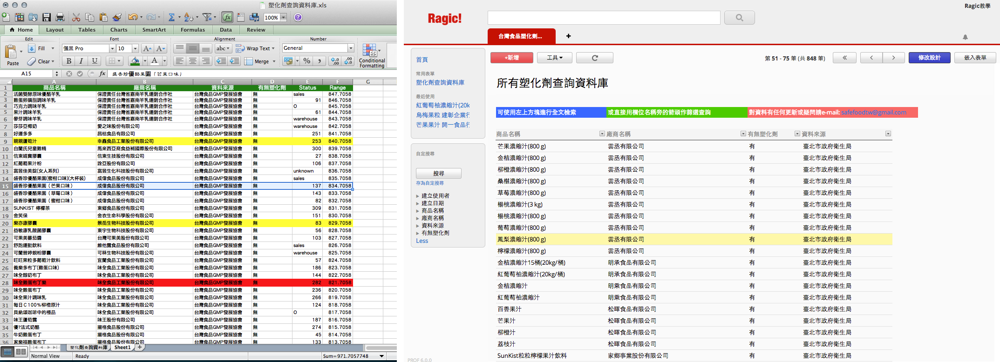 塑化劑查詢資料庫.xls
100%
Home Layout Tables Charts SmartArt Formulas Data Review
Edit Font Alignment Number
Paste Fill Clear
儷黑 Pro 10 A A abc Wrap Text General
B I U A Merge % Conditional Formatting
A15 fx 盛香珍優酪果園（芒果口味）
A B C D E F G
1 商品名稱 廠商名稱 資料來源 有無塑化劑 Status Range
2 活菌雙酵原味優酪羊乳 保證責任台灣省嘉南羊乳運銷合作社 台灣食品GMP發展協會 無 sales 847.7058
3 雞蛋卵磷脂調味羊乳 保證責任台灣省嘉南羊乳運銷合作社 台灣食品GMP發展協會 無 91 846.7058
4 巧克力調味羊乳 保證責任台灣省嘉南羊乳運銷合作社 台灣食品GMP發展協會 無 O 845.7058
5 果汁調味羊乳 保證責任台灣省嘉南羊乳運銷合作社 台灣食品GMP發展協會 無 61 844.7058
6 麥芽調味羊乳 保證責任台灣省嘉南羊乳運銷合作社 台灣食品GMP發展協會 無 warehouse 843.7058
7 莎莎亞椰奶 愛之味股份有限公司 台灣食品GMP發展協會 無 warehouse 842.7058
8 好運多多 昌桔食品有限公司 台灣食品GMP發展協會 無 251 841.7058
9 親親蘆筍汁 幸鑫食品工業股份有限公司 台灣食品GMP發展協會 無 253 840.7058
10 白蘭氏兒童雞精 馬來西亞商食益補國際股份有限公司 台灣食品GMP發展協會 無 300 839.7058
11 信東媚寶膠囊 信東生技股份有限公司 台灣食品GMP發展協會 無 27 838.7058
12 紅葡萄果汁粉 詮亞股份有限公司 台灣食品GMP發展協會 無 106 837.7058
13 富昱佳美錠(女人系列) 富昱生化科技股份有限公司 台灣食品GMP發展協會 無 unknown 836.7058
14 盛香珍優酪果園(蜜柑口味)(大杯裝) 成偉食品股份有限公司 台灣食品GMP發展協會 無 sales 835.7058
15 盛香珍優酪果園（芒果口味） 成偉食品股份有限公司 台灣食品GMP發展協會 無 137 834.7058
16 盛香珍優酪果園（草莓口味） 成偉食品股份有限公司 台灣食品GMP發展協會 無 143 833.7058
17 盛香珍優酪果園（蜜柑口味） 成偉食品股份有限公司 台灣食品GMP發展協會 無 82 832.7058
18 SUNKIST 檸檬茶 東鄉食品股份有限公司 台灣食品GMP發展協會 無 309 831.7058
19 金笑保 金衣生命科學股份有限公司 台灣食品GMP發展協會 無 151 830.7058
20 樂亦康膠囊 景岳生物科技股份有限公司 台灣食品GMP發展協會 無 83 829.7058
21 益敏康乳酸菌膠囊 東宇生物科技股份有限公司 台灣食品GMP發展協會 無 56 828.7058
22 可果美蕃茄醬 台灣可果美股份有限公司 台灣食品GMP發展協會 無 103 827.7058
23 舒跑運動飲料 維他露食品股份有限公司 台灣食品GMP發展協會 無 sales 826.7058
24 可蘭普婷蜆粉膠囊 可秝生物科技股份有限公司 台灣食品GMP發展協會 無 warehouse 825.7058
25 旺旺果粒多葡萄汁飲料 宜蘭食品工業股份有限公司 台灣食品GMP發展協會 無 57 824.7058
26 養樂多布丁(雞蛋口味) 味全食品工業股份有限公司 台灣食品GMP發展協會 無 186 823.7058
27 味全醇奶布丁 味全食品工業股份有限公司 台灣食品GMP發展協會 無 144 822.7058
28 味全雞蛋布丁樂 味全食品工業股份有限公司 台灣食品GMP發展協會 無 282 821.7058
29 味全雞蛋布丁 味全食品工業股份有限公司 台灣食品GMP發展協會 無 236 820.7058
30 味全果汁調味乳 味全食品工業股份有限公司 台灣食品GMP發展協會 無 266 819.7058
31 每日Ｃ100%柳橙原汁 味全食品工業股份有限公司 台灣食品GMP發展協會 無 124 818.7058
32 貝納頌咖啡中的極品 味全食品工業股份有限公司 台灣食品GMP發展協會 無 O 817.7058
33 味王蘆筍露 味王股份有限公司 台灣食品GMP發展協會 無 187 816.7058
34 優?法式奶酪 揚格食品股份有限公司 台灣食品GMP發展協會 無 274 815.7058
35 牛奶雞蛋布丁 揚格食品股份有限公司 台灣食品GMP發展協會 無 45 814.7058
36 家樂福雞蛋布丁 揚格食品股份有限公司 台灣食品GMP發展協會 無 133 813.7058
塑化劑查詢資料庫 Sheet1
Normal View Ready Sum=971.7057748
Ragic教學
Ragic!
台灣食品塑化劑... +
首頁
常用表單
塑化劑查詢資料庫
最近使用
紅葡萄柚濃縮汁(20k
烏梅果粒 建彰企業行
芒果果汁 開一食品行
自定搜尋
搜尋
存為自定搜尋
建立使用者
建立日期
商品名稱
廠商名稱
資料來源
有無塑化劑
Less
PROF 6.0.0
+新增 工具 第 51 - 75 筆 (共 848 筆) 修改設計 嵌入表單
所有塑化劑查詢資料庫
可使用左上方塊進行全文檢索 或直接用欄位名稱旁的箭頭作篩選查詢 對資料有任何更新或疑問請e-mail: safefoodtw@gmail.com
商品名稱 廠商名稱 有無塑化劑 資料來源
芒果濃縮汁(800 g) 雲丞有限公司 有 臺北市政府衛生局
金桔濃縮汁(800 g) 雲丞有限公司 有 臺北市政府衛生局
柳橙濃縮汁(800 g) 雲丞有限公司 有 臺北市政府衛生局
桑椹濃縮汁(800 g) 雲丞有限公司 有 臺北市政府衛生局
草莓濃縮汁(800 g) 雲丞有限公司 有 臺北市政府衛生局
楊桃濃縮汁(3 kg) 雲丞有限公司 有 臺北市政府衛生局
楊桃濃縮汁(800 g) 雲丞有限公司 有 臺北市政府衛生局
葡萄濃縮汁(800 g) 雲丞有限公司 有 臺北市政府衛生局
鳳梨濃縮汁(800 g) 雲丞有限公司 有 臺北市政府衛生局
檸檬濃縮汁(800 g) 雲丞有限公司 有 臺北市政府衛生局
金桔濃縮汁15桶(20kg/桶) 明承食品有限公司 有 臺北市政府衛生局
紅葡萄柚濃縮汁(20kg/桶) 明承食品有限公司 有 臺北市政府衛生局
金桔濃縮汁 明乘食品有限公司 有 臺北市政府衛生局
紅葡萄柚濃縮汁 明乘食品有限公司 有 臺北市政府衛生局
百香果汁 松暉食品有限公司 有 臺北市政府衛生局
芒果汁 松暉食品有限公司 有 臺北市政府衛生局
柳橙汁 松暉食品有限公司 有 臺北市政府衛生局
荔枝汁 松暉食品有限公司 有 臺北市政府衛生局
SunKist粒粒檸檬果汁飲料 家鄉事業股份有限公司 有 臺北市政府衛生局